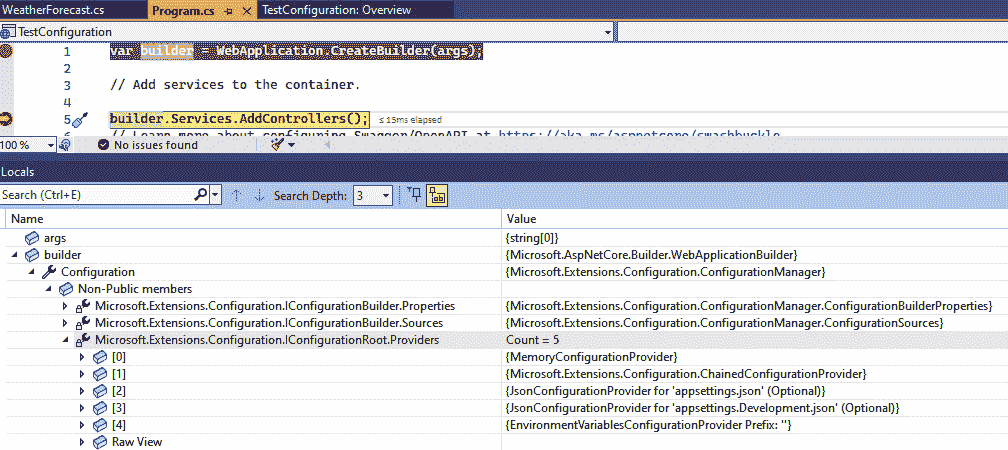 WeatherForecast.cs Program.cs TestConfiguration: Overview
TestConfiguration
1 var builder = WebApplication.CreateBuilder(args);
2
3 // Add services to the container.
4
5 builder.Services.AddControllers(); ≤ 15ms elapsed
6 // Learn more about configuring Swagger/OpenAPI at https://aka.ms/aspnetcore/swashbuckle
100 % No issues found
Locals
Search (Ctrl+E) Search Depth: 3
Name Value
args {string[0]}
builder {Microsoft.AspNetCore.Builder.WebApplicationBuilder}
Configuration {Microsoft.Extensions.Configuration.ConfigurationManager}
Non-Public members
Microsoft.Extensions.Configuration.IConfigurationBuilder.Properties {Microsoft.Extensions.Configuration.ConfigurationManager.ConfigurationBuilderProperties}
Microsoft.Extensions.Configuration.IConfigurationBuilder.Sources {Microsoft.Extensions.Configuration.ConfigurationManager.ConfigurationSources}
Microsoft.Extensions.Configuration.IConfigurationRoot.Providers Count = 5
[0] {MemoryConfigurationProvider}
[1] {Microsoft.Extensions.Configuration.ChainedConfigurationProvider}
[2] {JsonConfigurationProvider for 'appsettings.json' (Optional)}
[3] {JsonConfigurationProvider for 'appsettings.Development.json' (Optional)}
[4] {EnvironmentVariablesConfigurationProvider Prefix: ''}
Raw View